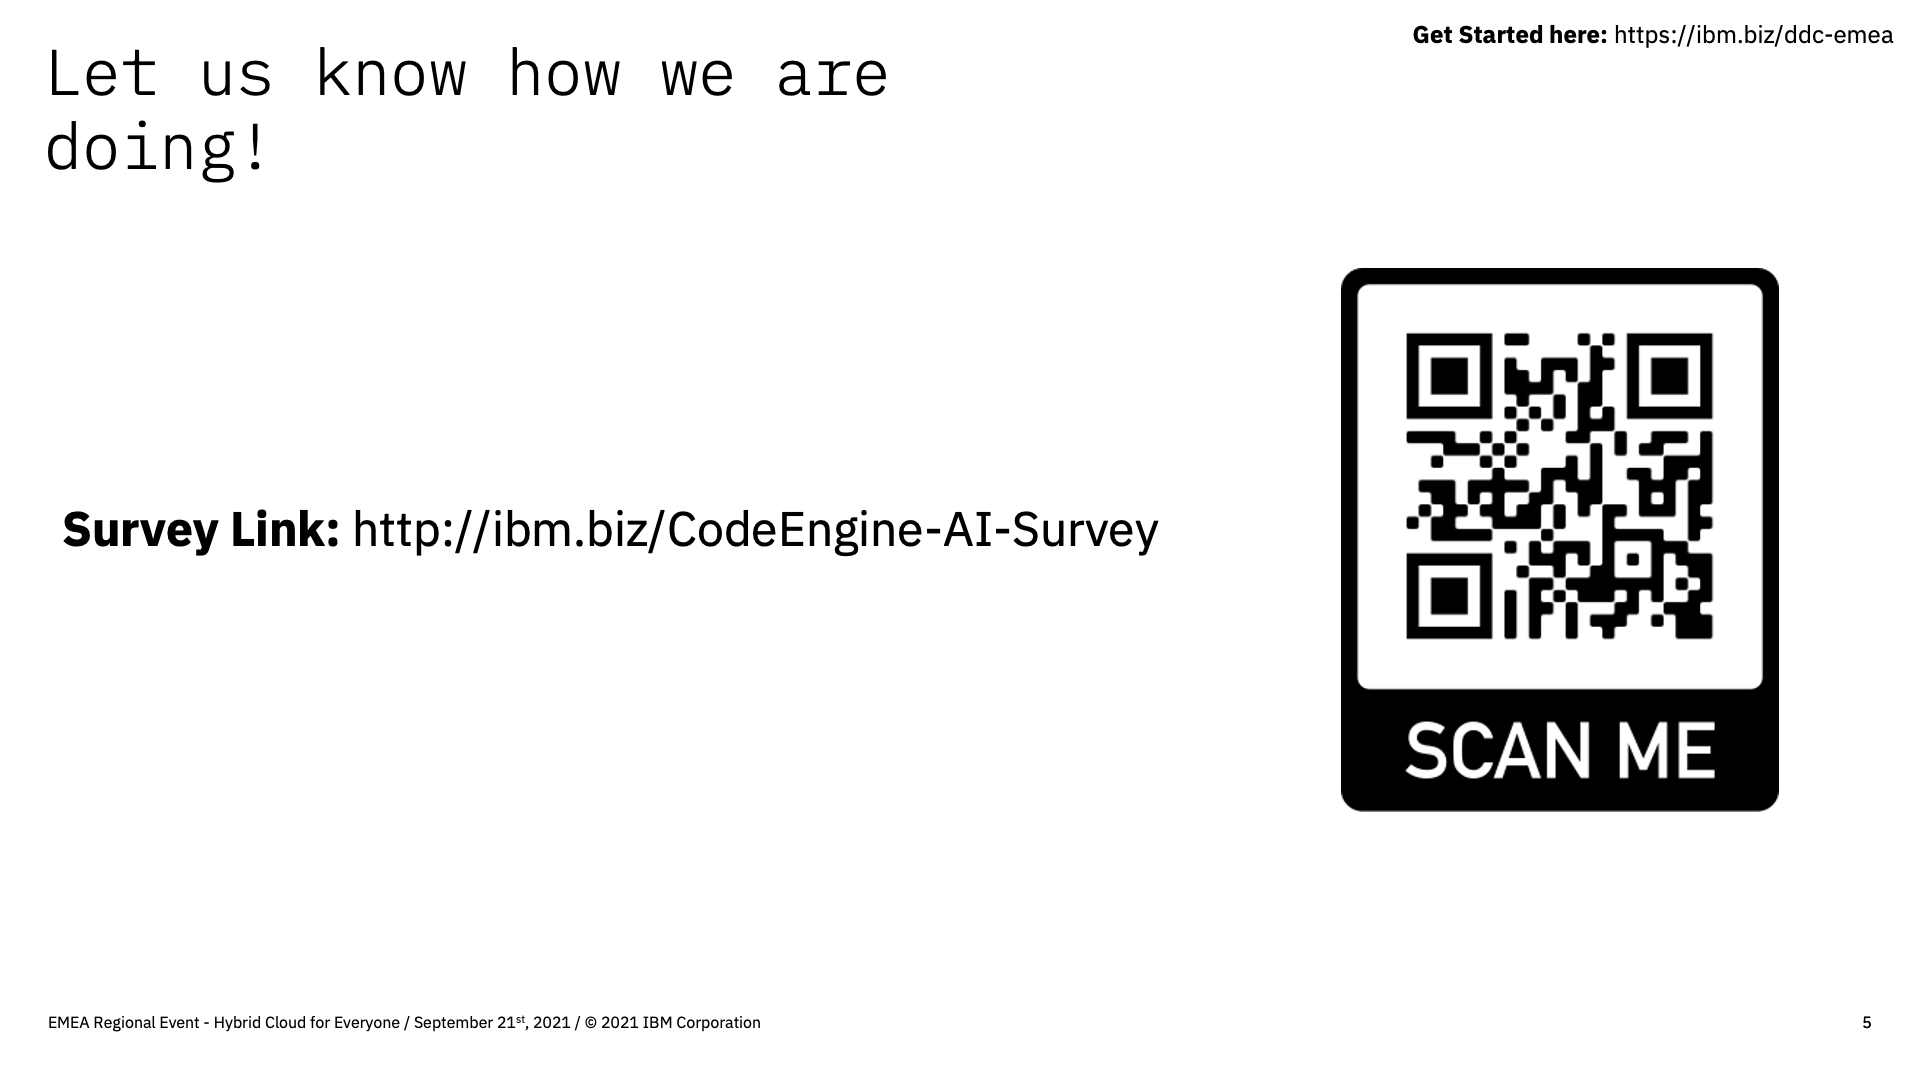 Get Started here: https://ibm.biz/ddc-emea
Let us know how we are
doing!
Survey Link: http://ibm.biz/CodeEngine-AI-Survey
SCAN ME
EMEA Regional Event - Hybrid Cloud for Everyone / September 21st, 2021 / © 2021 IBM Corporation
5